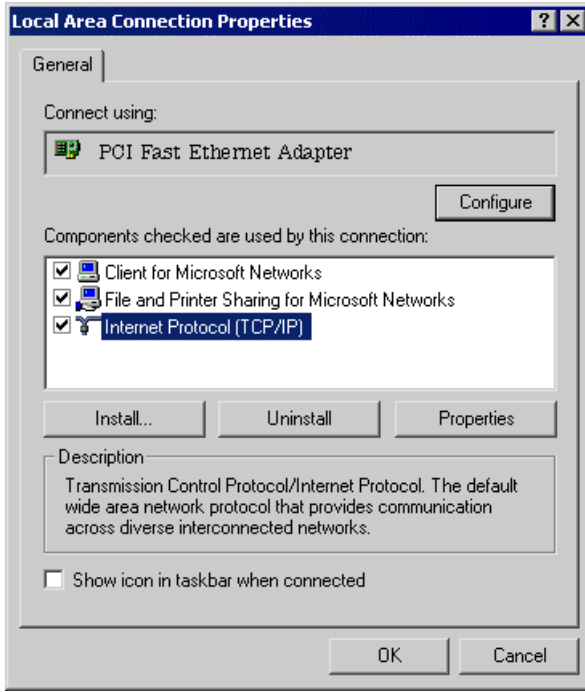 Local Area Connection Properties
General
Connect using:
PCI Fast Ethernet Adapter
Configure
Components checked are used by this connection:
Client for Microsoft Networks
File and Printer Sharing for Microsoft Networks
Internet Protocol (TCP/IP)
Install... Uninstall Properties
Description
Transmission Control Protocol/Internet Protocol. The default
wide area network protocol that provides communication
across diverse interconnected networks.
Show icon in taskbar when connected
OK Cancel